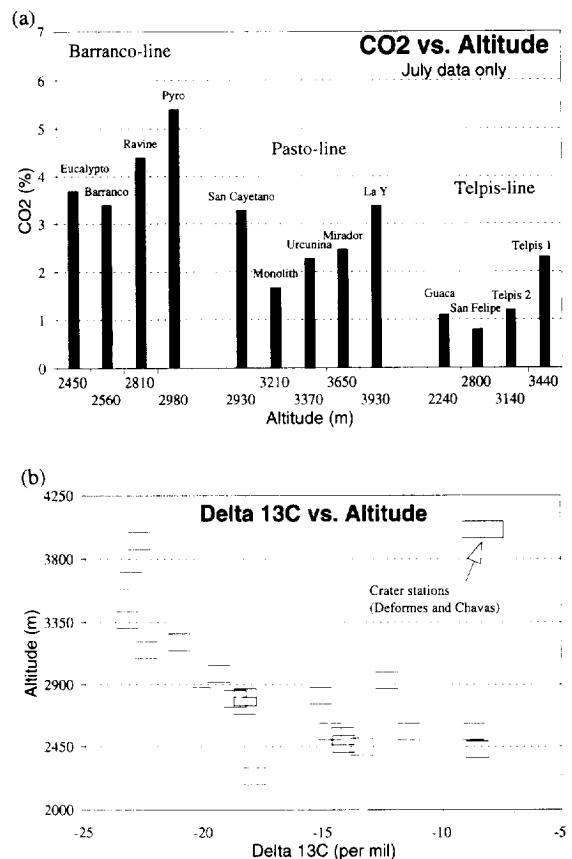 (a)
CO2 vs. Altitude
July data only
Barranco-line
Pasto-line
Telpis-line
CO2 (%)
7
6
5
4
3
2
1
0
Eucalypto
Barranco
Ravine
Pyro
San Cayetano
Monolith
Urcunina
Mirador
La Y
Guaca
San Felipe
Telpis 2
Telpis 1
2450 2810 3210 3650 2800 3440
2560 2980 2930 3370 3930 2240 3140
Altitude (m)
(b)
Delta 13C vs. Altitude
Crater stations
(Deformes and Chavas)
Altitude (m)
4250
3800
3350
2900
2450
2000
-25 -20 -15 -10 -5
Delta 13C (per mil)